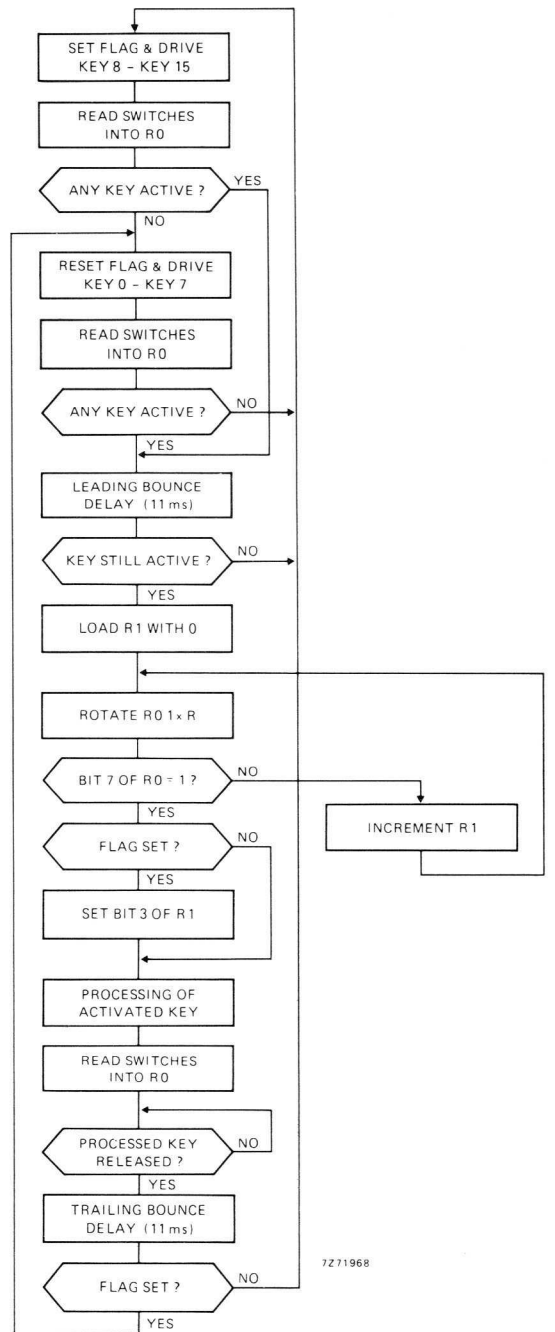 SET FLAG & DRIVE
KEY 8 - KEY 15
READ SWITCHES
INTO R0
ANY KEY ACTIVE ?
YES
NO
RESET FLAG & DRIVE
KEY 0 - KEY 7
READ SWITCHES
INTO R0
ANY KEY ACTIVE ?
NO
YES
LEADING BOUNCE
DELAY (11 ms)
KEY STILL ACTIVE ?
NO
YES
LOAD R1 WITH 0
ROTATE R0 1 x R
BIT 7 OF R0 = 1 ?
NO
YES
INCREMENT R1
FLAG SET ?
NO
YES
SET BIT 3 OF R1
PROCESSING OF
ACTIVATED KEY
READ SWITCHES
INTO R0
PROCESSED KEY
RELEASED ?
NO
YES
TRAILING BOUNCE
DELAY (11 ms)
7Z71968
FLAG SET ?
NO
YES